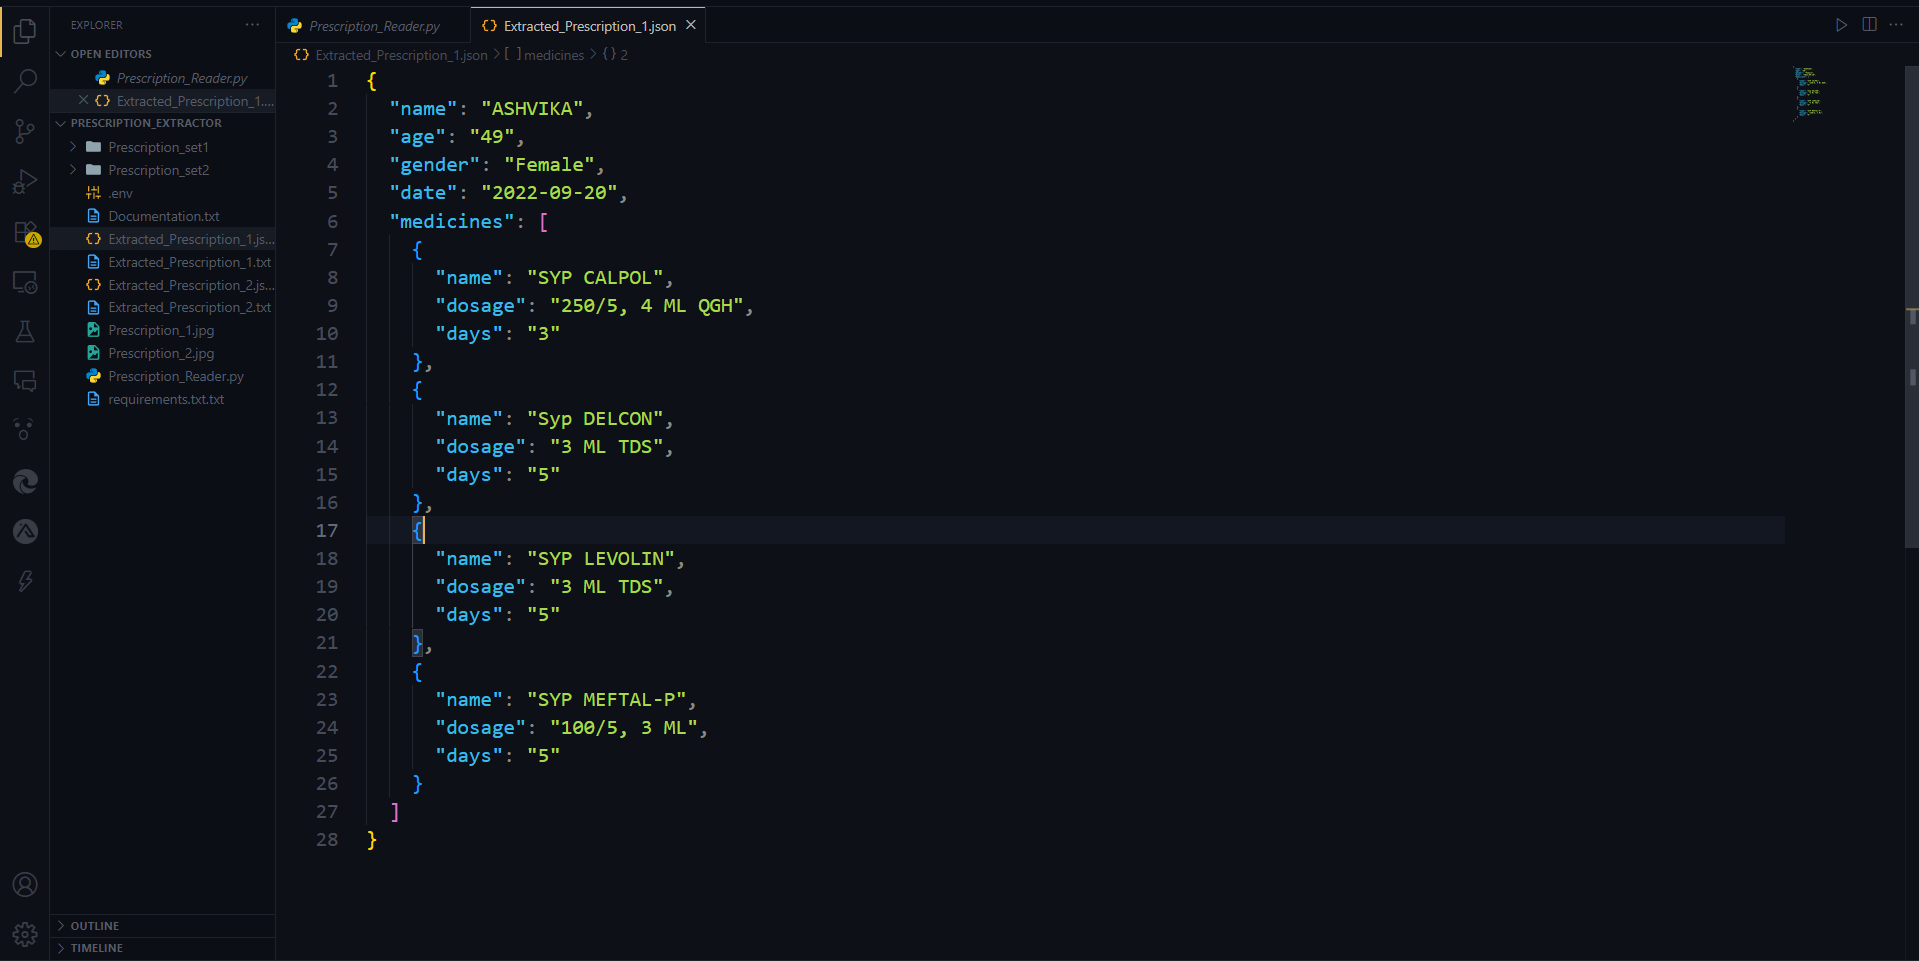 EXPLORER
OPEN EDITORS
Prescription_Reader.py
Extracted_Prescription_1....
PRESCRIPTION_EXTRACTOR
Prescription_set1
Prescription_set2
.env
Documentation.txt
Extracted_Prescription_1.js...
Extracted_Prescription_1.txt
Extracted_Prescription_2.js...
Extracted_Prescription_2.txt
Prescription_1.jpg
Prescription_2.jpg
Prescription_Reader.py
requirements.txt.txt
OUTLINE
TIMELINE
Prescription_Reader.py
{} Extracted_Prescription_1.json
{} Extracted_Prescription_1.json > [ ] medicines > {} 2
1 {
2 "name": "ASHVIKA",
3 "age": "49",
4 "gender": "Female",
5 "date": "2022-09-20",
6 "medicines": [
7 {
8 "name": "SYP CALPOL",
9 "dosage": "250/5, 4 ML QGH",
10 "days": "3"
11 },
12 {
13 "name": "Syp DELCON",
14 "dosage": "3 ML TDS",
15 "days": "5"
16 },
17 {
18 "name": "SYP LEVOLIN",
19 "dosage": "3 ML TDS",
20 "days": "5"
21 },
22 {
23 "name": "SYP MEFTAL-P",
24 "dosage": "100/5, 3 ML",
25 "days": "5"
26 }
27 ]
28 }